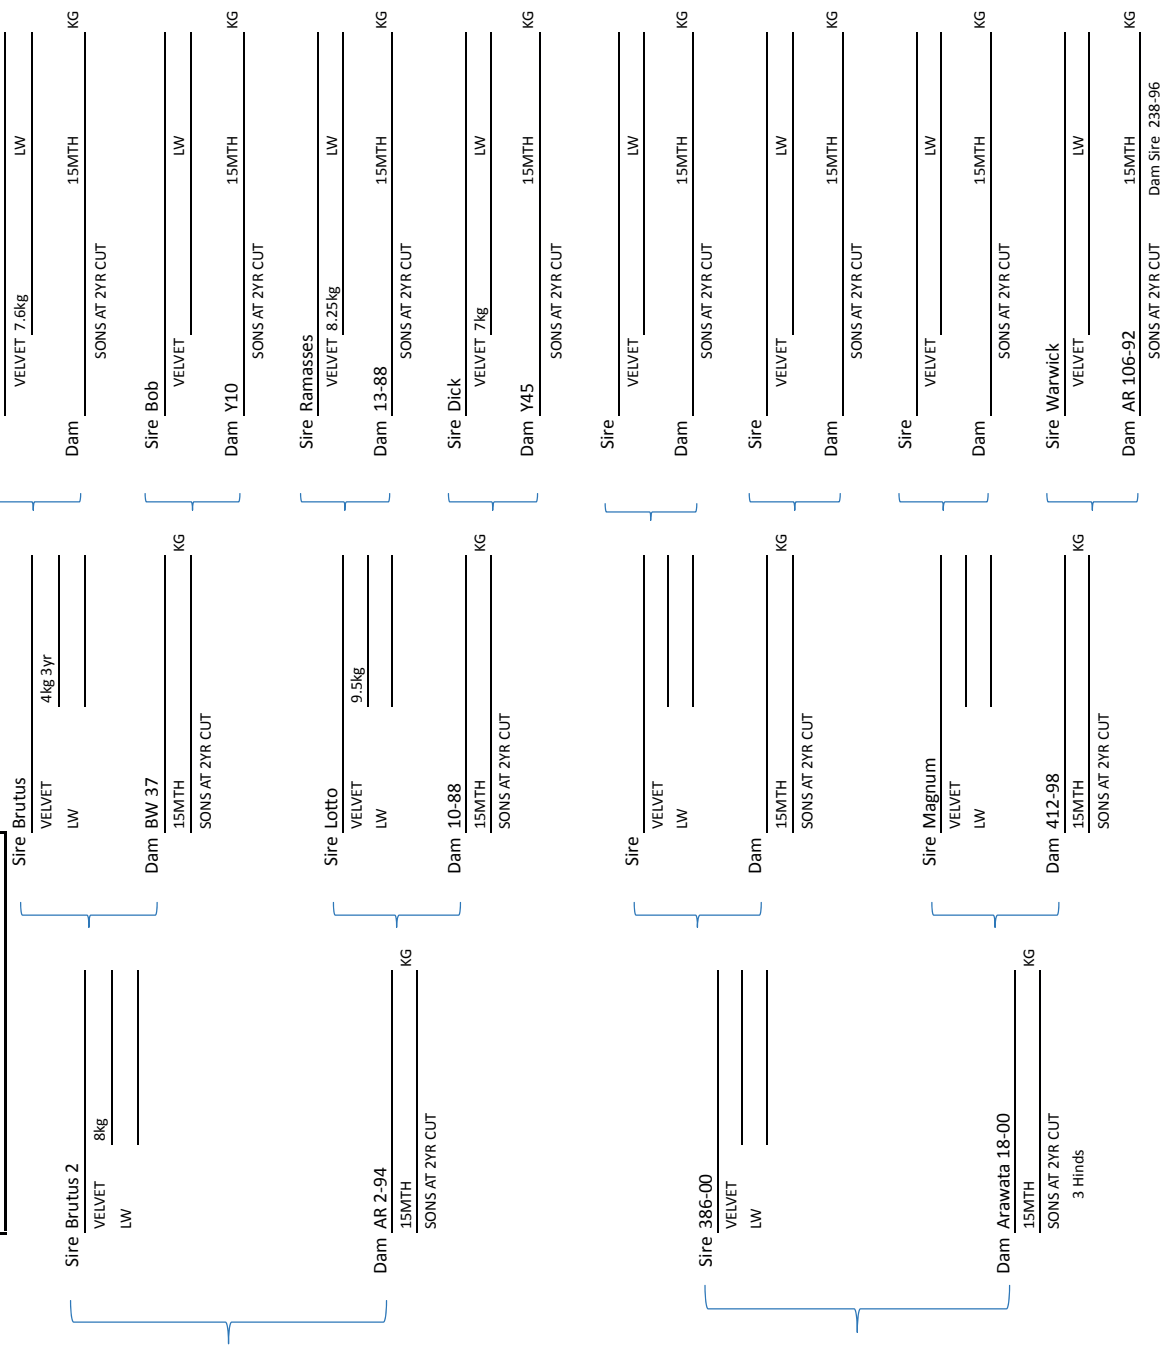 Sire Brutus 2
VELVET 8kg
LW
Dam AR 2-94
15MTH KG
SONS AT 2YR CUT
Sire 386-00
VELVET
LW
Dam Arawata 18-00
15MTH KG
SONS AT 2YR CUT
3 Hinds
Sire Brutus
VELVET 4kg 3yr
LW
Dam BW 37
15MTH KG
SONS AT 2YR CUT
Sire Lotto
VELVET 9.5kg
LW
Dam 10-88
15MTH KG
SONS AT 2YR CUT
Sire
VELVET
LW
Dam
15MTH KG
SONS AT 2YR CUT
Sire Magnum
VELVET
LW
Dam 412-98
15MTH KG
SONS AT 2YR CUT
VELVET 7.6kg LW
Dam 15MTH KG
SONS AT 2YR CUT
Sire Bob
VELVET LW
Dam Y10 15MTH KG
SONS AT 2YR CUT
Sire Ramasses
VELVET 8.25kg LW
Dam 13-88 15MTH KG
SONS AT 2YR CUT
Sire Dick
VELVET 7kg LW
Dam Y45 15MTH KG
SONS AT 2YR CUT
Sire
VELVET LW
Dam 15MTH KG
SONS AT 2YR CUT
Sire
VELVET LW
Dam 15MTH KG
SONS AT 2YR CUT
Sire
VELVET LW
Dam 15MTH KG
SONS AT 2YR CUT
Sire Warwick
VELVET LW
Dam AR 106-92 15MTH KG
SONS AT 2YR CUT Dam Sire 238-96